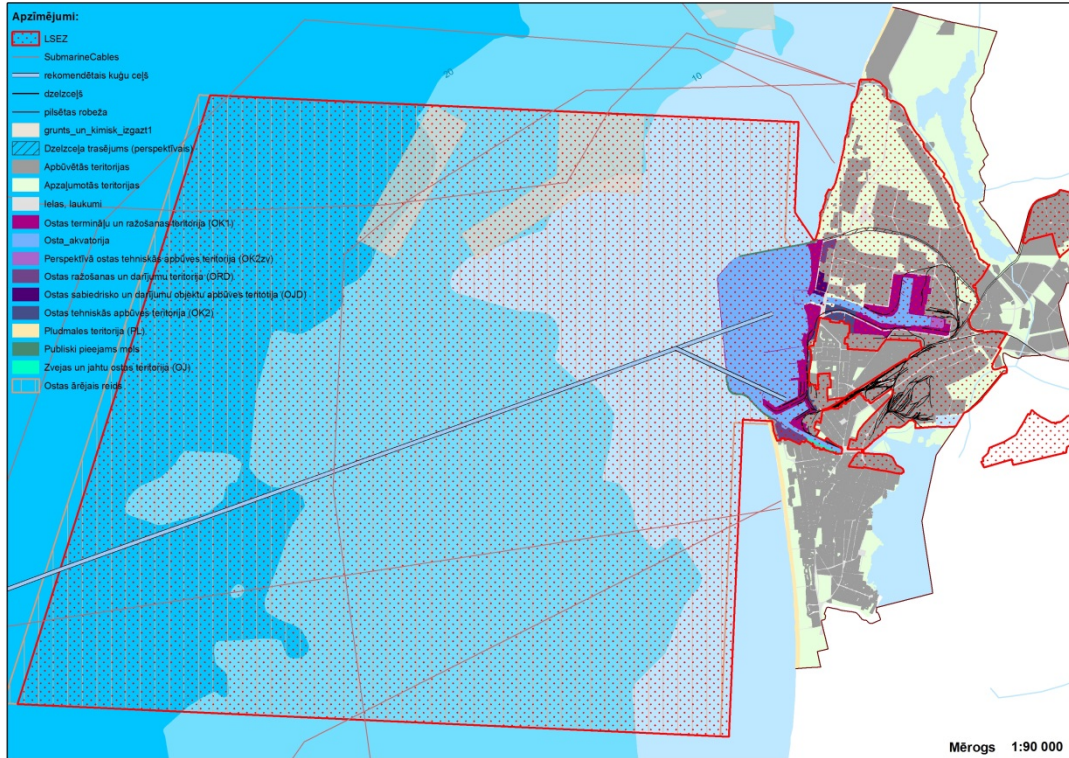 Apzīmējumi:
LSEZ
SubmarineCables
rekomendētais kuģu ceļš
dzelzceļš
pilsētas robeža
grunts_un_kimisk_izgazt1
Dzelzceļa trasējums (perspektīvais)
Apbūvētās teritorijas
Apzaļumotās teritorijas
Ielas, laukumi
Ostas termināļu un ražošanas teritorija (OK1)
Osta_akvatorija
Perspektīvā ostas tehniskās apbūves teritorija (OK2zv)
Ostas ražošanas un darījumu teritorija (ORD)
Ostas sabiedrisko un darījumu objektu apbūves teritotija (OJD)
Ostas tehniskās apbūves teritorija (OK2)
Pludmales teritorija (PL)
Publiski pieejams mols
Zvejas un jahtu ostas teritorija (OJ)
Ostas ārējais reids
20
10
Mērogs 1:90 000